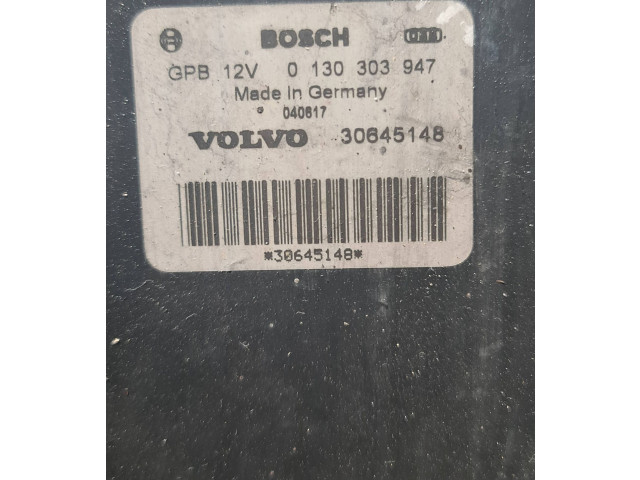 BOSCH
GPB 12V 0 130 303 947
Made in Germany
040617
VOLVO 30645148
*30645148*